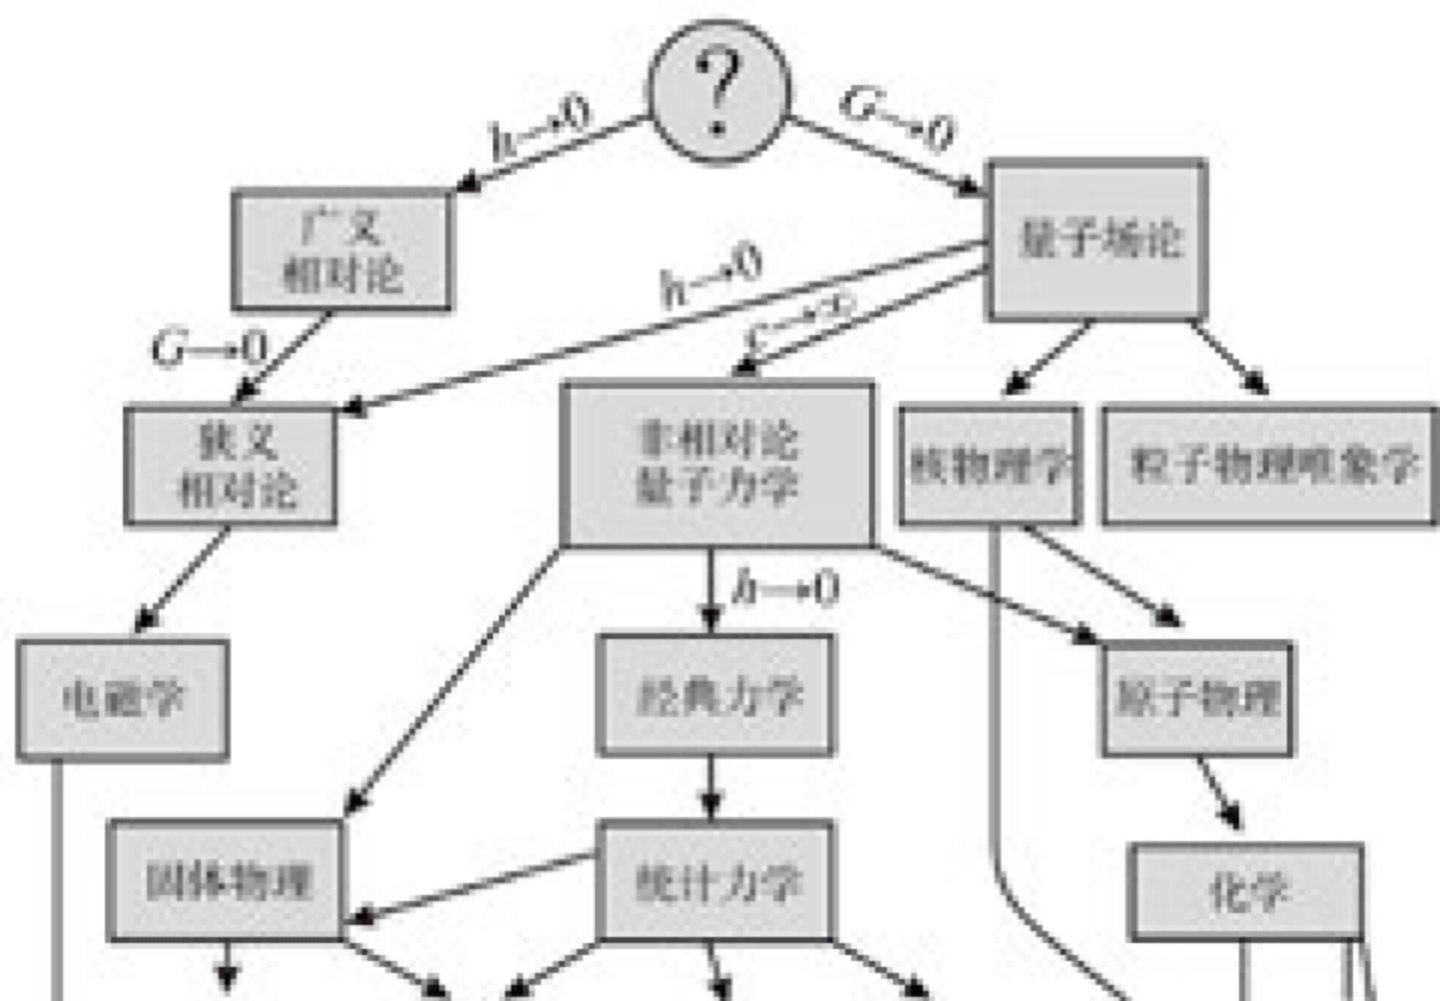 ?
h→0
G→0
广义
相对论
量子场论
h→0
c→∞
G→0
狭义
相对论
非相对论
量子力学
核物理学
粒子物理唯象学
h→0
电磁学
经典力学
原子物理
固体物理
统计力学
化学